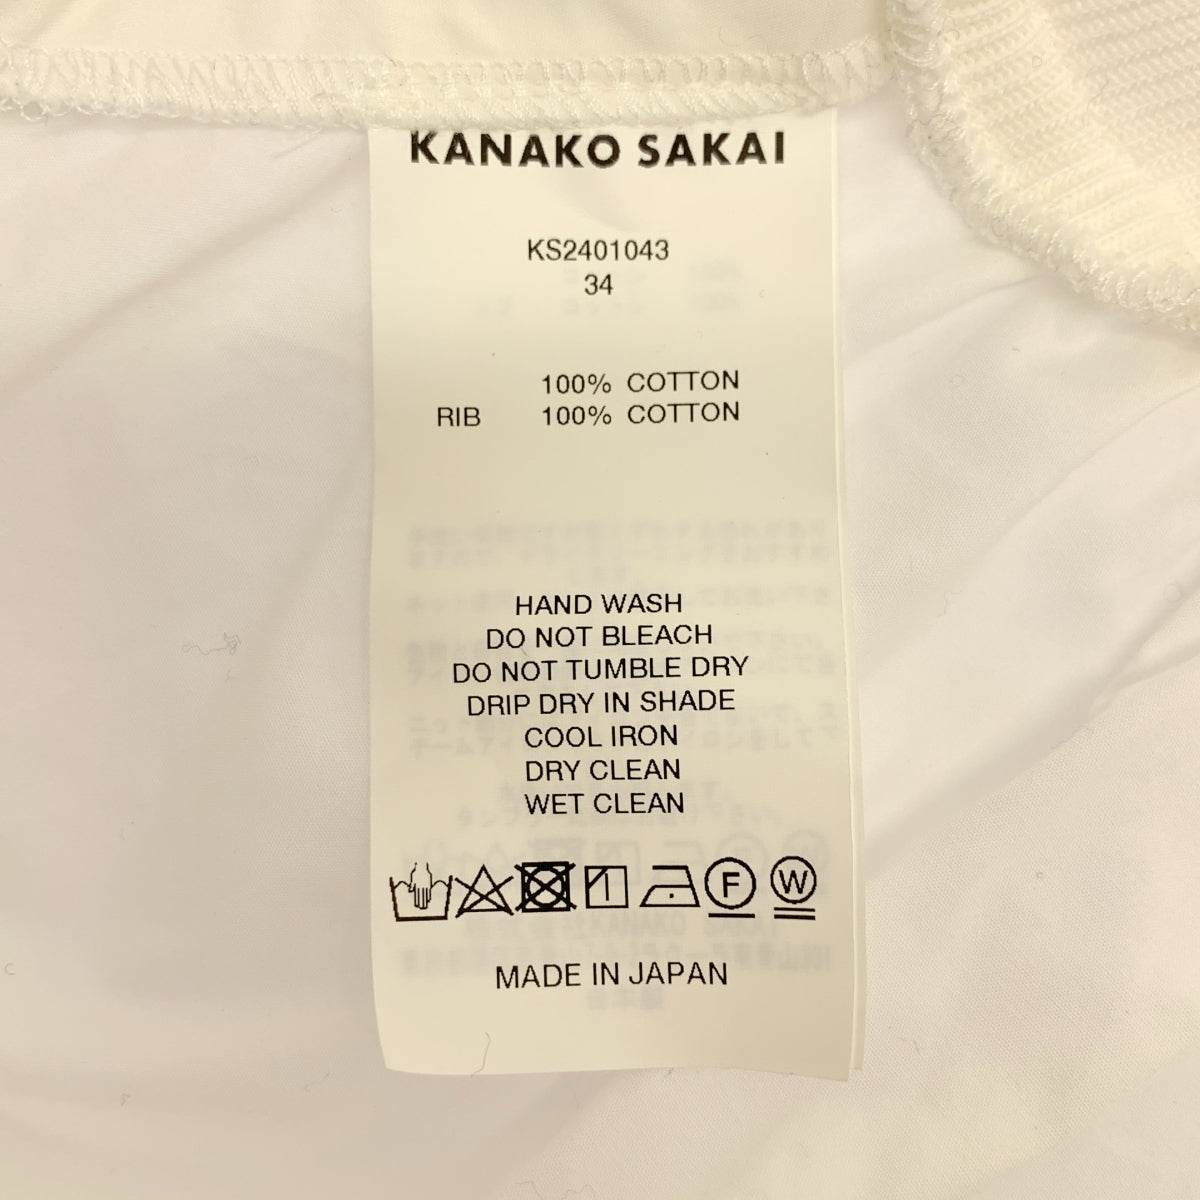 KANAKO SAKAI
KS2401043
34
100% COTTON
RIB 100% COTTON
HAND WASH
DO NOT BLEACH
DO NOT TUMBLE DRY
DRIP DRY IN SHADE
COOL IRON
DRY CLEAN
WET CLEAN
F W
MADE IN JAPAN